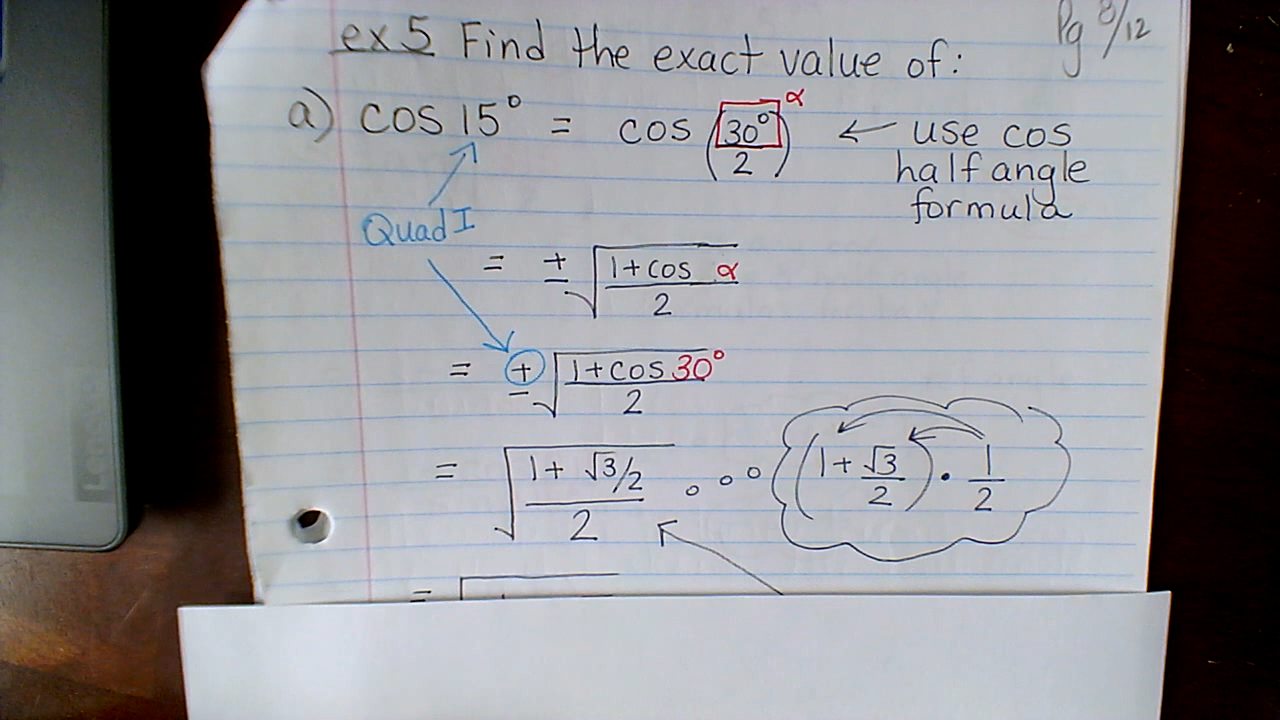 ex 5 Find the exact value of:
Pg 8/12
a) cos 15° = cos (30°/2) α ← use cos
half angle
formula
Quad I
= ± √((1 + cos α)/2)
= ± √((1 + cos 30°)/2)
= √((1 + √3/2)/2) (1 + √3/2) · 1/2
=
Lenovo